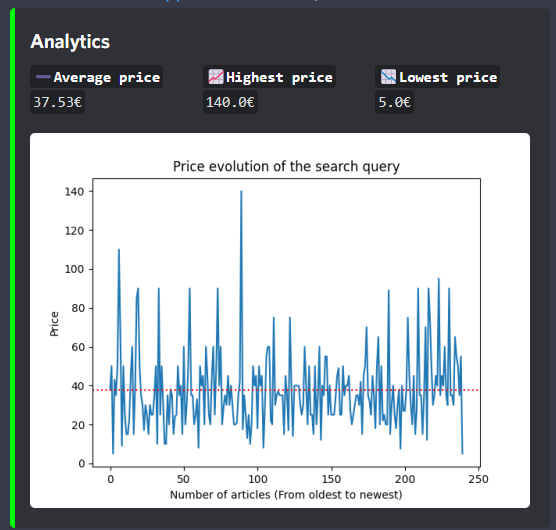 Analytics
Average price Highest price Lowest price
37.53€ 140.0€ 5.0€
Price evolution of the search query
140
120
100
80
60
40
20
0
Price
0 50 100 150 200 250
Number of articles (From oldest to newest)